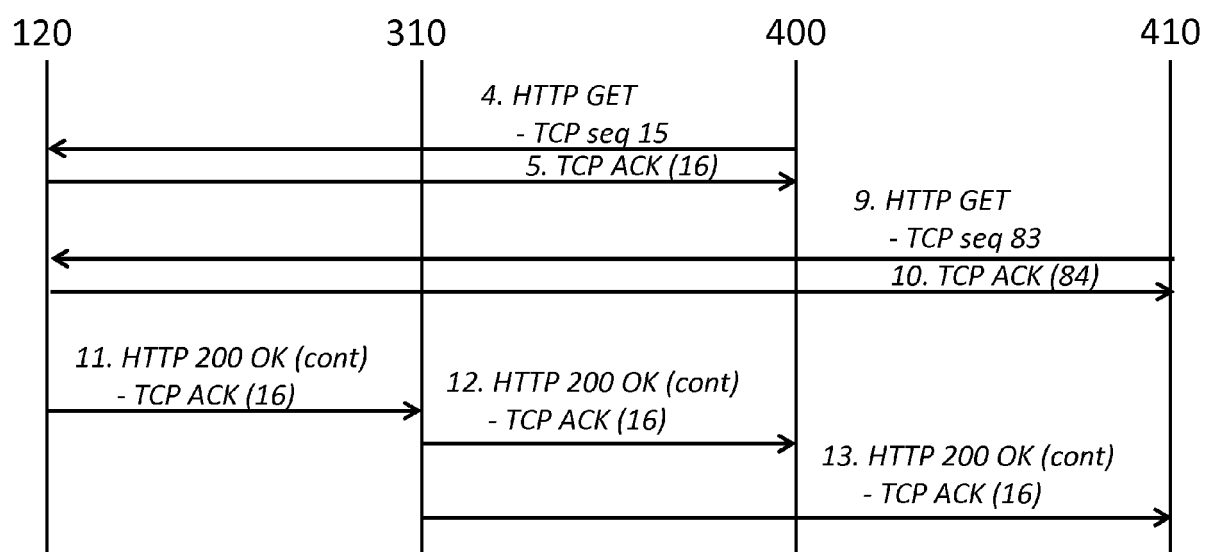 120 310 400 410
4. HTTP GET
- TCP seq 15
5. TCP ACK (16)
9. HTTP GET
- TCP seq 83
10. TCP ACK (84)
11. HTTP 200 OK (cont)
- TCP ACK (16)
12. HTTP 200 OK (cont)
- TCP ACK (16)
13. HTTP 200 OK (cont)
- TCP ACK (16)